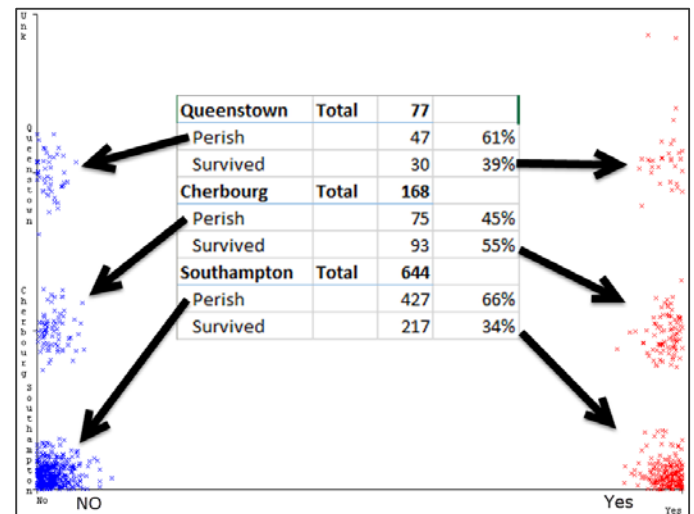 Unk
Queenstown Total 77
Perish 47 61%
Survived 30 39%
Queenstown
Cherbourg Total 168
Perish 75 45%
Survived 93 55%
Southampton Total 644
Perish 427 66%
Survived 217 34%
Cherbourg
Southampton
No NO Yes Yes